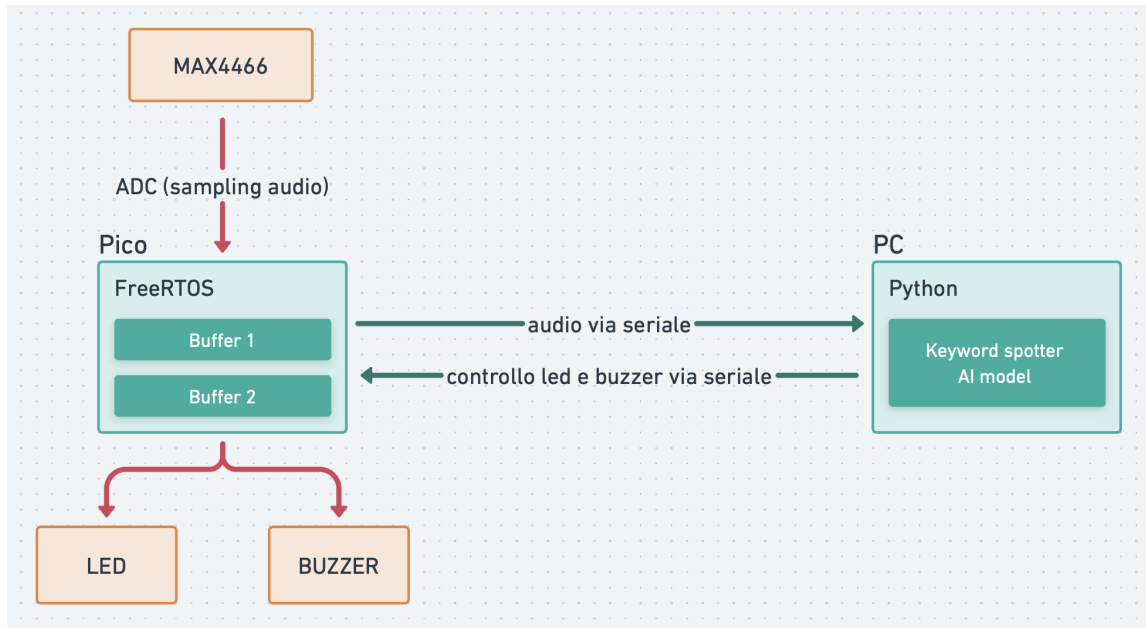 MAX4466
ADC (sampling audio)
Pico
FreeRTOS
Buffer 1
Buffer 2
audio via seriale
controllo led e buzzer via seriale
PC
Python
Keyword spotter
AI model
LED
BUZZER